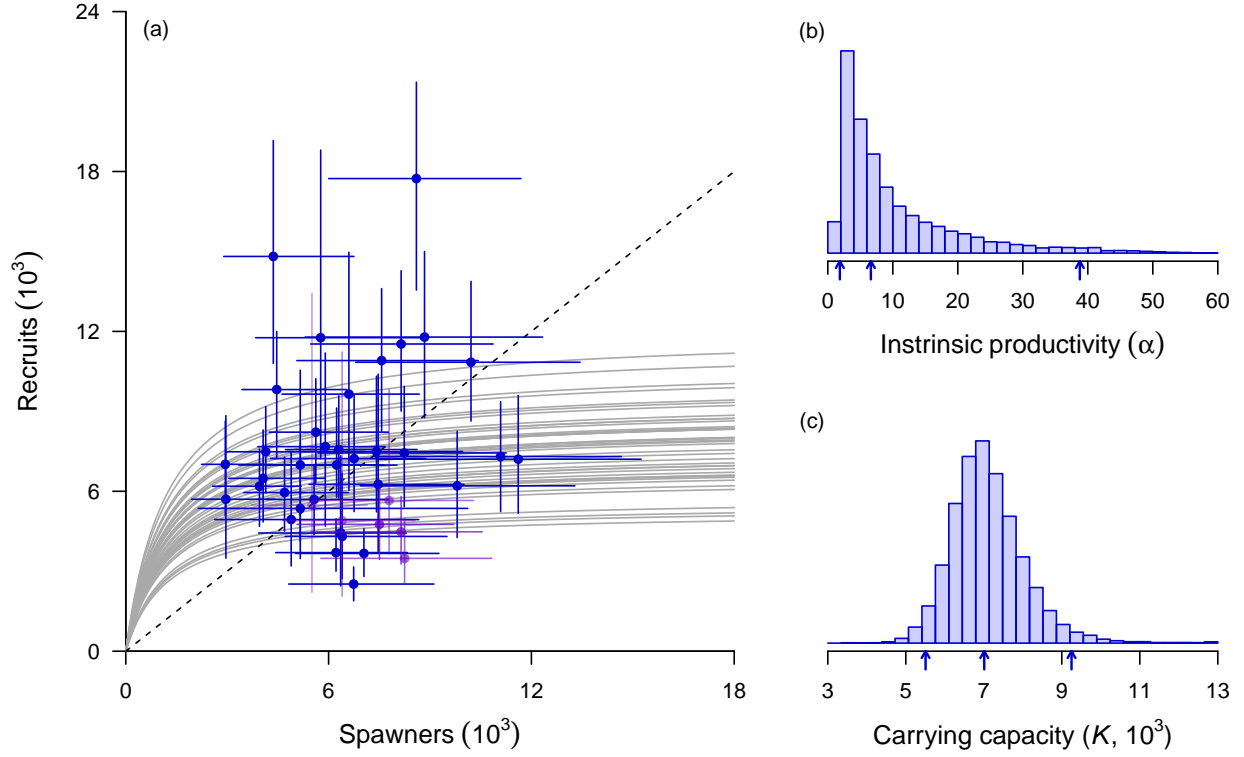 (a)
24
18
12
6
0
Recruits (10³)
0 6 12 18
Spawners (10³)
(b)
0 10 20 30 40 50 60
Instrinsic productivity (α)
(c)
3 5 7 9 11 13
Carrying capacity (K, 10³)